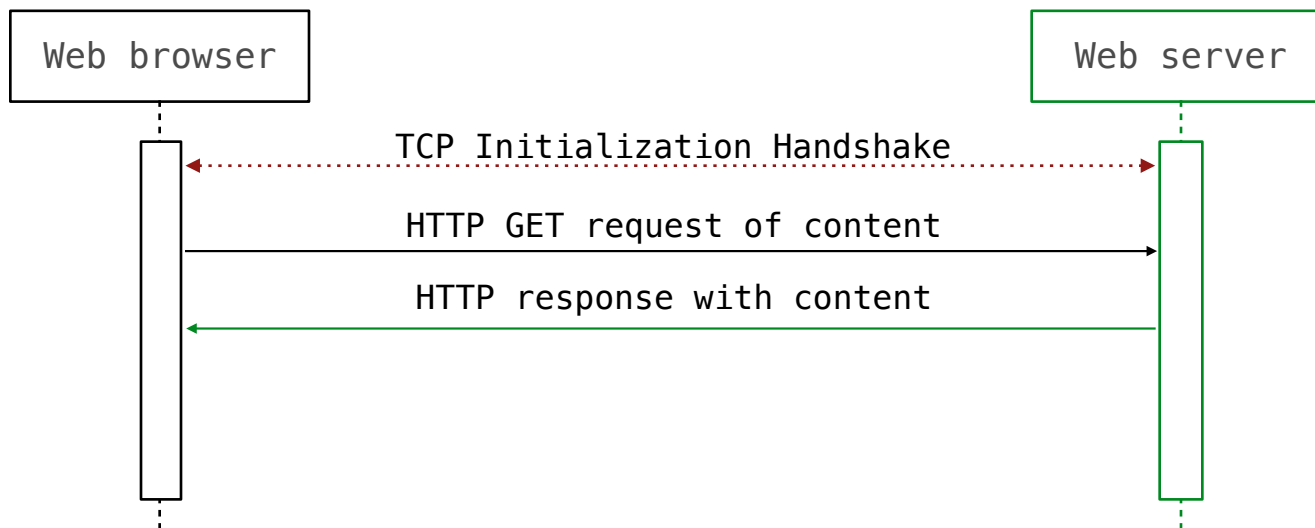 Web browser
Web server
TCP Initialization Handshake
HTTP GET request of content
HTTP response with content